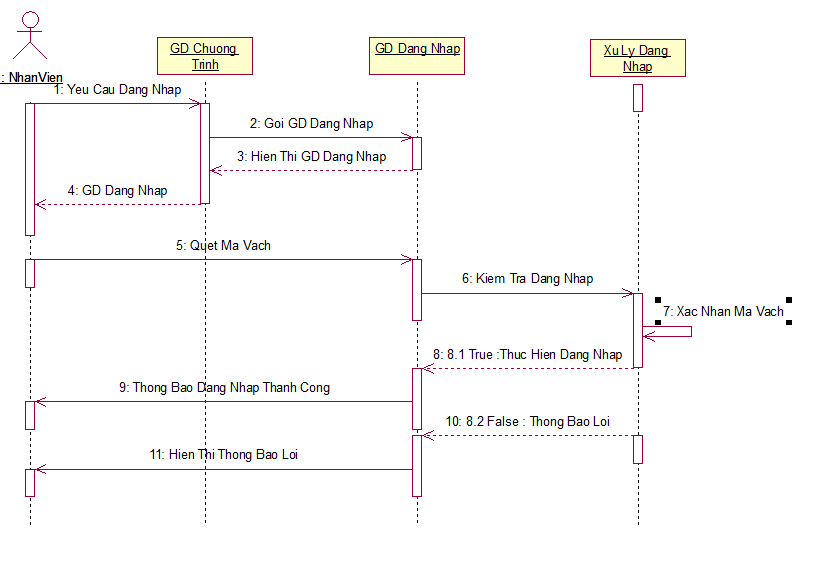 GD Chuong
Trinh
GD Dang Nhap
Xu Ly Dang
Nhap
: NhanVien
1: Yeu Cau Dang Nhap
2: Goi GD Dang Nhap
3: Hien Thi GD Dang Nhap
4: GD Dang Nhap
5: Quet Ma Vach
6: Kiem Tra Dang Nhap
7: Xac Nhan Ma Vach
8: 8.1 True :Thuc Hien Dang Nhap
9: Thong Bao Dang Nhap Thanh Cong
10: 8.2 False : Thong Bao Loi
11: Hien Thi Thong Bao Loi